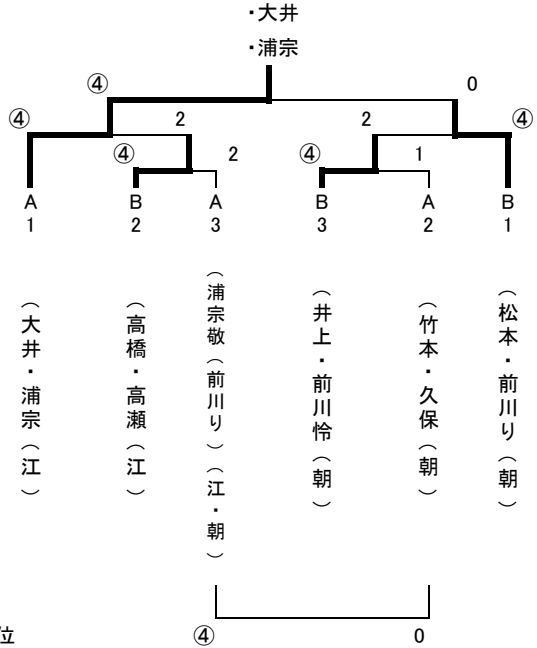 ・大井
・浦宗
④ 0
④ 2 2 ④
④ 2 ④ 1
A B A B A B
1 2 3 3 2 1
（大井・浦宗（江）
（高橋・高瀬（江）
（浦宗敬（前川り）（江・朝）
（井上・前川怜（朝）
（竹本・久保（朝）
（松本・前川り（朝）
位 ④ 0